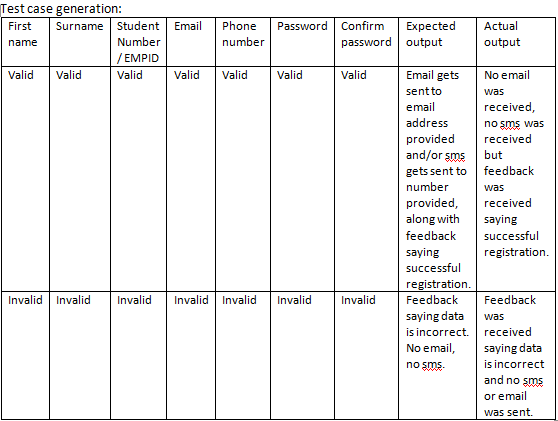 Test case generation:
First name | Surname | Student Number / EMPID | Email | Phone number | Password | Confirm password | Expected output | Actual output
Valid | Valid | Valid | Valid | Valid | Valid | Valid | Email gets sent to email address provided and/or sms gets sent to number provided, along with feedback saying successful registration. | No email was received, no sms was received but feedback was received saying successful registration.
Invalid | Invalid | Invalid | Invalid | Invalid | Invalid | Invalid | Feedback saying data is incorrect. No email, no sms. | Feedback was received saying data is incorrect and no sms or email was sent.